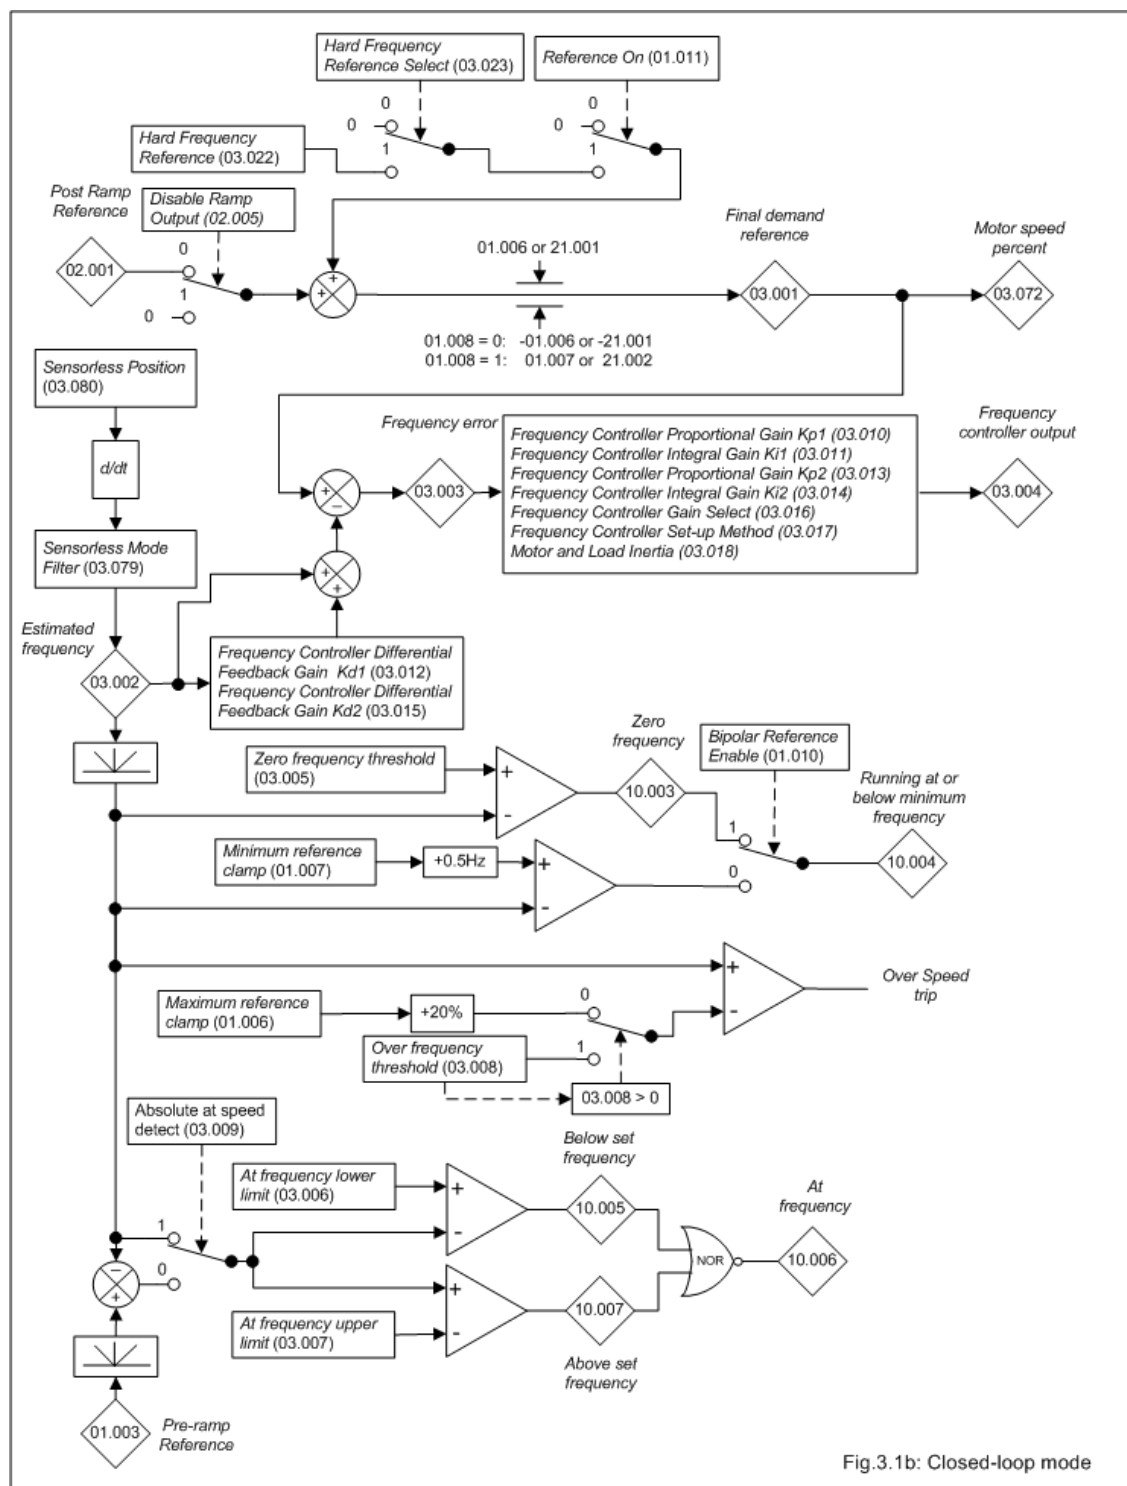 Hard Frequency
Reference Select (03.023)
Reference On (01.011)
0
0
0
0
1
1
Hard Frequency
Reference (03.022)
Post Ramp
Reference
Disable Ramp
Output (02.005)
0
02.001
1
0
+
+
01.006 or 21.001
01.008 = 0: -01.006 or -21.001
01.008 = 1: 01.007 or 21.002
Final demand
reference
03.001
Motor speed
percent
03.072
Sensorless Position
(03.080)
d/dt
Sensorless Mode
Filter (03.079)
Estimated
frequency
03.002
+
–
+
+
Frequency error
03.003
Frequency Controller Proportional Gain Kp1 (03.010)
Frequency Controller Integral Gain Ki1 (03.011)
Frequency Controller Proportional Gain Kp2 (03.013)
Frequency Controller Integral Gain Ki2 (03.014)
Frequency Controller Gain Select (03.016)
Frequency Controller Set-up Method (03.017)
Motor and Load Inertia (03.018)
Frequency
controller output
03.004
Frequency Controller Differential
Feedback Gain Kd1 (03.012)
Frequency Controller Differential
Feedback Gain Kd2 (03.015)
Zero frequency threshold
(03.005)
+
-
Zero
frequency
10.003
Bipolar Reference
Enable (01.010)
1
0
Running at or
below minimum
frequency
10.004
Minimum reference
clamp (01.007)
+0.5Hz
+
-
+
-
Over Speed
trip
Maximum reference
clamp (01.006)
+20%
0
1
Over frequency
threshold (03.008)
03.008 > 0
Absolute at speed
detect (03.009)
1
0
At frequency lower
limit (03.006)
+
-
Below set
frequency
10.005
NOR
At
frequency
10.006
–
+
+
-
10.007
Above set
frequency
At frequency upper
limit (03.007)
01.003
Pre-ramp
Reference
Fig.3.1b: Closed-loop mode